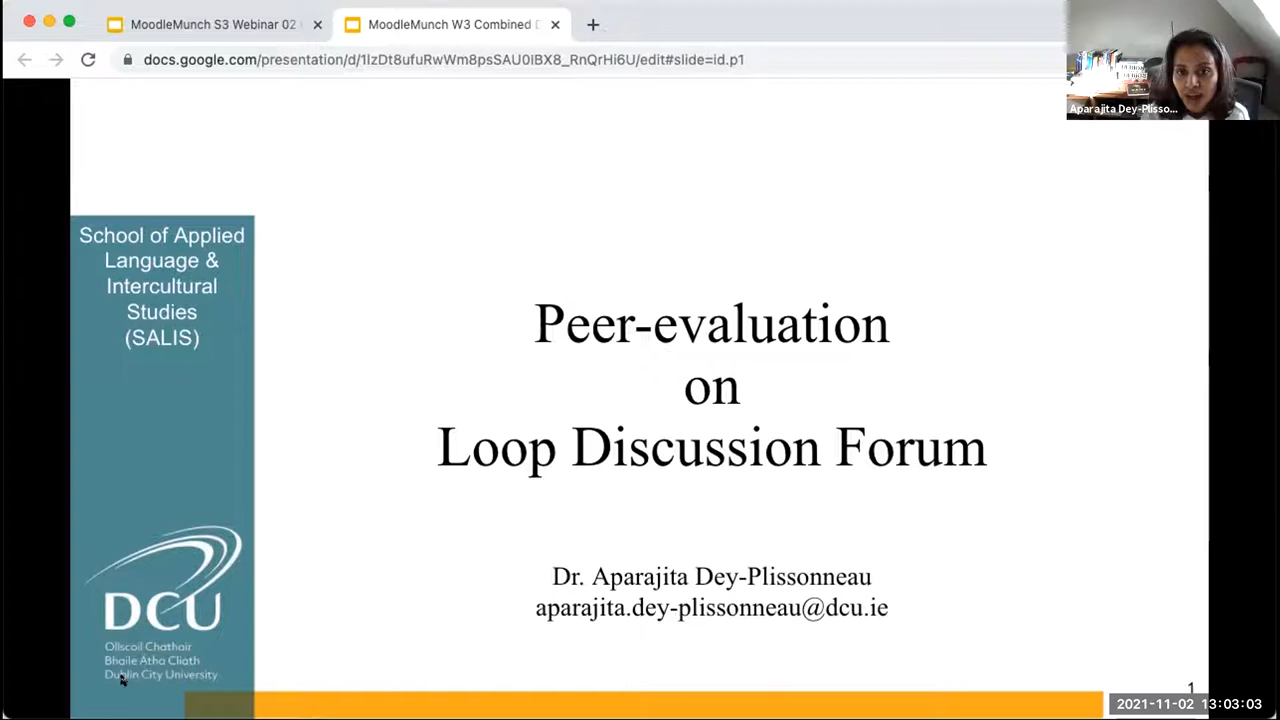 MoodleMunch S3 Webinar 02
MoodleMunch W3 Combined
docs.google.com/presentation/d/1IzDt8ufuRwWm8psSAU0IBX8_RnQrHi6U/edit#slide=id.p1
Aparajita Dey-Plisso...
School of Applied
Language &
Intercultural
Studies
(SALIS)
Peer-evaluation
on
Loop Discussion Forum
Dr. Aparajita Dey-Plissonneau
aparajita.dey-plissonneau@dcu.ie
DCU
Ollscoil Chathair
Bhaile Átha Cliath
Dublin City University
1
2021-11-02 13:03:03